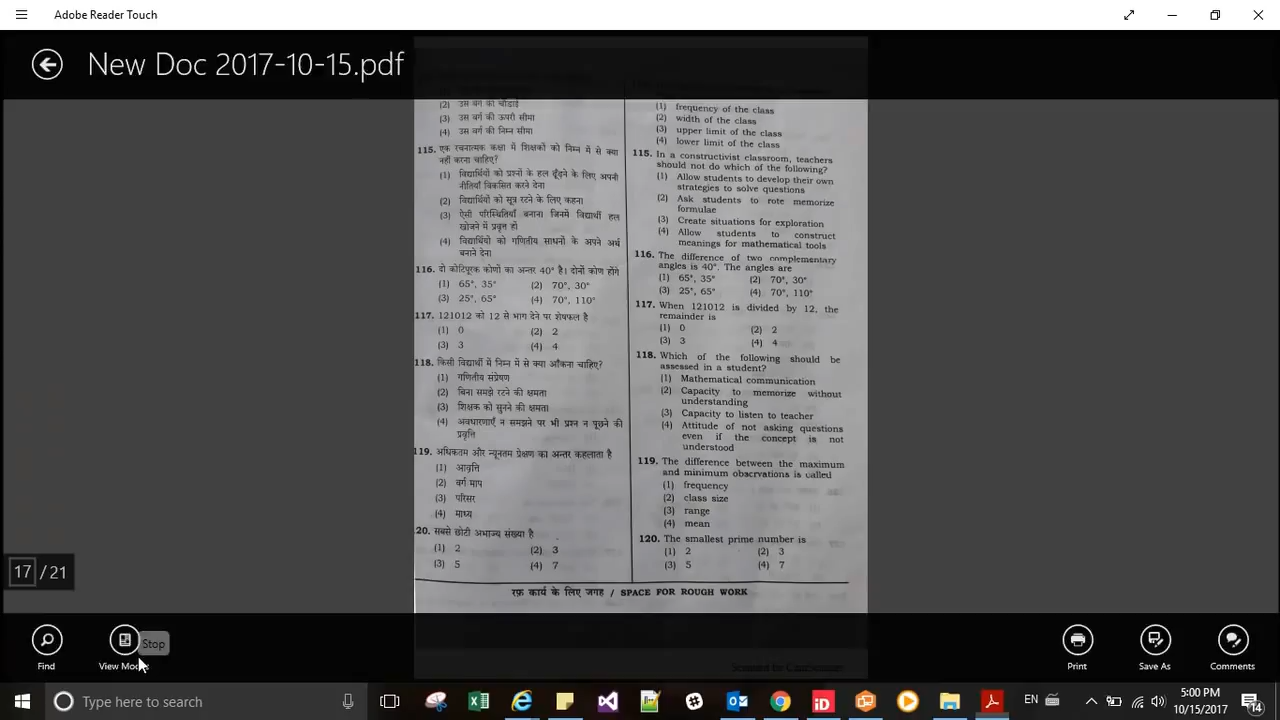 Adobe Reader Touch
New Doc 2017-10-15.pdf
(2) उस वर्ग की चौड़ाई
(3) उस वर्ग की ऊपरी सीमा
(4) उस वर्ग की निम्न सीमा
115. एक रचनात्मक कक्षा में शिक्षकों को निम्न में से क्या
नहीं करना चाहिए?
(1) विद्यार्थियों को प्रश्नों के हल ढूँढ़ने के लिए अपनी
नीतियाँ विकसित करने देना
(2) विद्यार्थियों को सूत्र रटने के लिए कहना
(3) ऐसी परिस्थितियाँ बनाना जिनमें विद्यार्थी हल
खोजने में प्रवृत्त हों
(4) विद्यार्थियों को गणितीय साधनों के अपने अर्थ
बनाने देना
116. दो कोटिपूरक कोणों का अन्तर 40° है। दोनों कोण होंगे
(1) 65°, 35° (2) 70°, 30°
(3) 25°, 65° (4) 70°, 110°
117. 121012 को 12 से भाग देने पर शेषफल है
(1) 0 (2) 2
(3) 3 (4) 4
118. किसी विद्यार्थी में निम्न में से क्या आँकना चाहिए?
(1) गणितीय संप्रेषण
(2) बिना समझे रटने की क्षमता
(3) शिक्षक को सुनने की क्षमता
(4) अवधारणाएँ न समझने पर भी प्रश्न न पूछने की
प्रवृत्ति
119. अधिकतम और न्यूनतम प्रेक्षण का अन्तर कहलाता है
(1) आवृत्ति
(2) वर्ग माप
(3) परिसर
(4) माध्य
20. सबसे छोटी अभाज्य संख्या है
(1) 2 (2) 3
(3) 5 (4) 7
(1) frequency of the class
(2) width of the class
(3) upper limit of the class
(4) lower limit of the class
115. In a constructivist classroom, teachers
should not do which of the following?
(1) Allow students to develop their own
strategies to solve questions
(2) Ask students to rote memorize
formulae
(3) Create situations for exploration
(4) Allow students to construct
meanings for mathematical tools
116. The difference of two complementary
angles is 40°. The angles are
(1) 65°, 35° (2) 70°, 30°
(3) 25°, 65° (4) 70°, 110°
117. When 121012 is divided by 12, the
remainder is
(1) 0 (2) 2
(3) 3 (4) 4
118. Which of the following should be
assessed in a student?
(1) Mathematical communication
(2) Capacity to memorize without
understanding
(3) Capacity to listen to teacher
(4) Attitude of not asking questions
even if the concept is not
understood
119. The difference between the maximum
and minimum obsrvations is called
(1) frequency
(2) class size
(3) range
(4) mean
120. The smallest prime number is
(1) 2 (2) 3
(3) 5 (4) 7
रफ़ कार्य के लिए जगह / SPACE FOR ROUGH WORK
17 / 21
Stop
Find View Mode Print Save As Comments
Scanned by CamScanner
Type here to search
EN
5:00 PM
10/15/2017
14